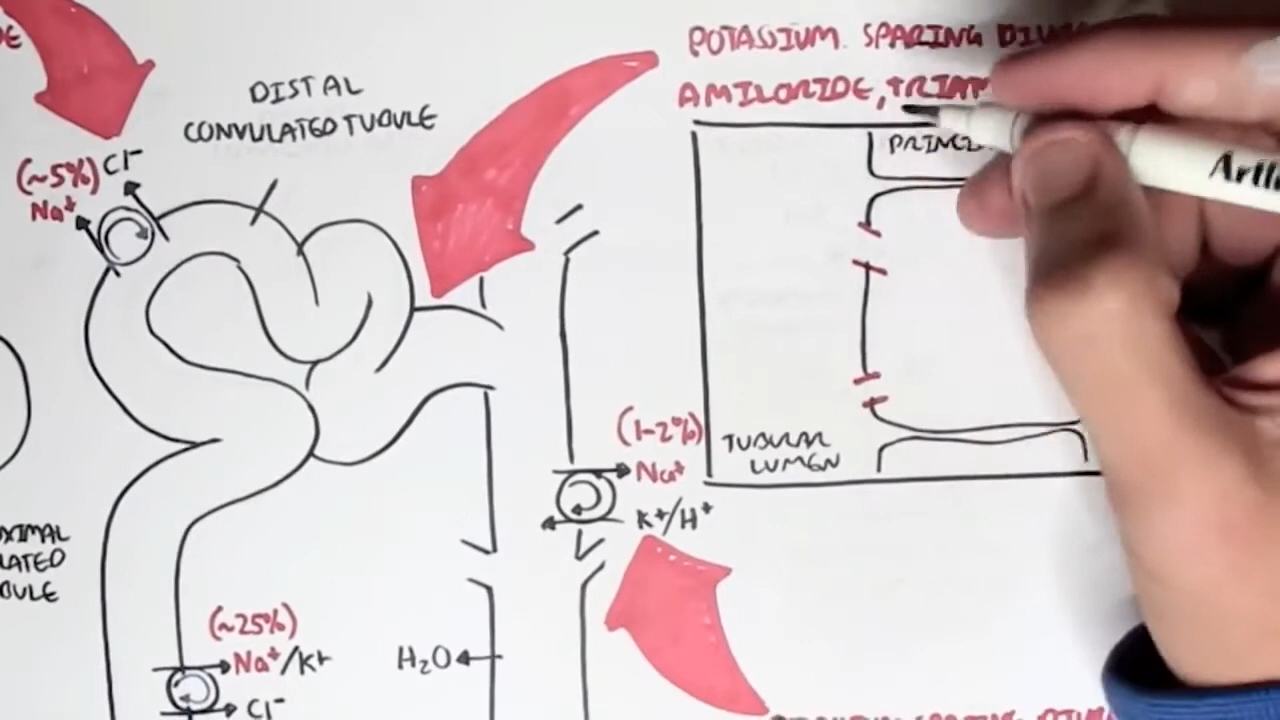 POTASSIUM. SPARING
AMILORIDE,
DISTAL
CONVULATED TUBULE
(~5%) Cl⁻
Na⁺
TUBULAR
LUMEN
(1-2%)
Na⁺
K⁺/H⁺
(~25%)
Na⁺/K+
Cl⁻
H₂O